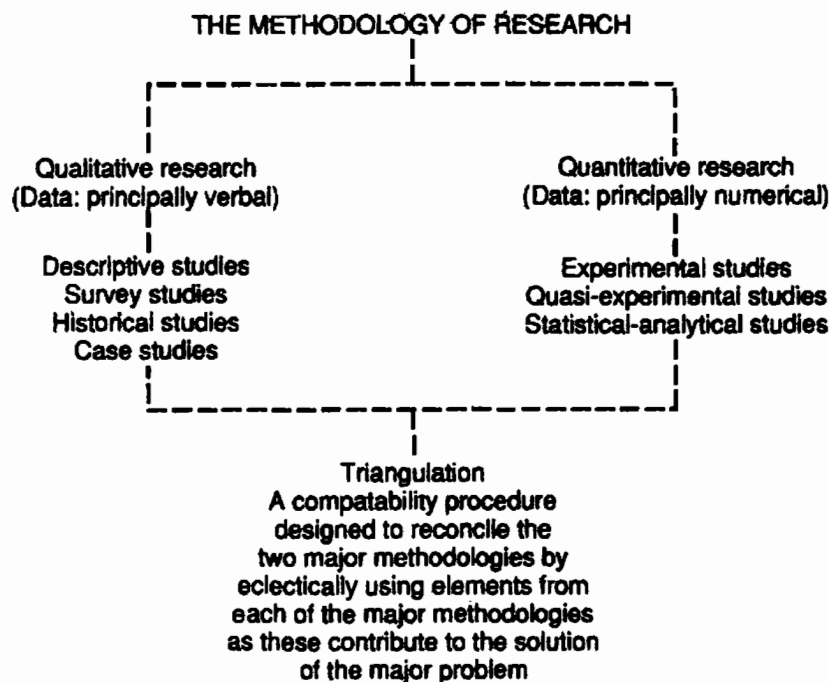 THE METHODOLOGY OF RESEARCH
Qualitative research
(Data: principally verbal)
Descriptive studies
Survey studies
Historical studies
Case studies
Quantitative research
(Data: principally numerical)
Experimental studies
Quasi-experimental studies
Statistical-analytical studies
Triangulation
A compatability procedure
designed to reconcile the
two major methodologies by
eclectically using elements from
each of the major methodologies
as these contribute to the solution
of the major problem